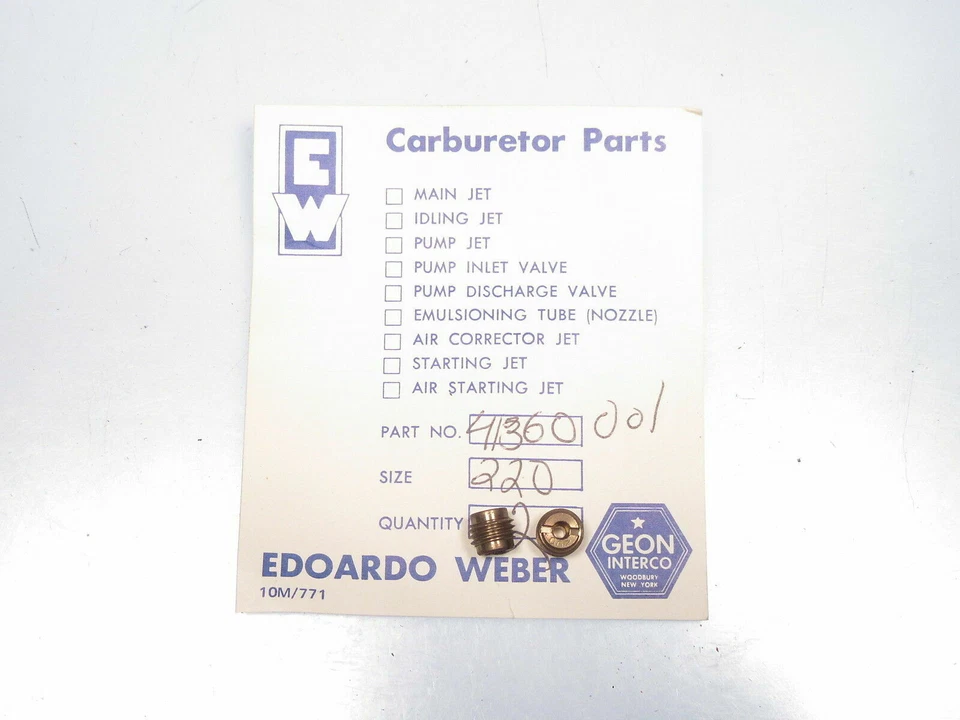 EW
Carburetor Parts
MAIN JET
IDLING JET
PUMP JET
PUMP INLET VALVE
PUMP DISCHARGE VALVE
EMULSIONING TUBE (NOZZLE)
AIR CORRECTOR JET
STARTING JET
AIR STARTING JET
PART NO. 41360 001
SIZE 220
QUANTITY 2
EDOARDO WEBER
10M/771
GEON
INTERCO
WOODBURY
NEW YORK